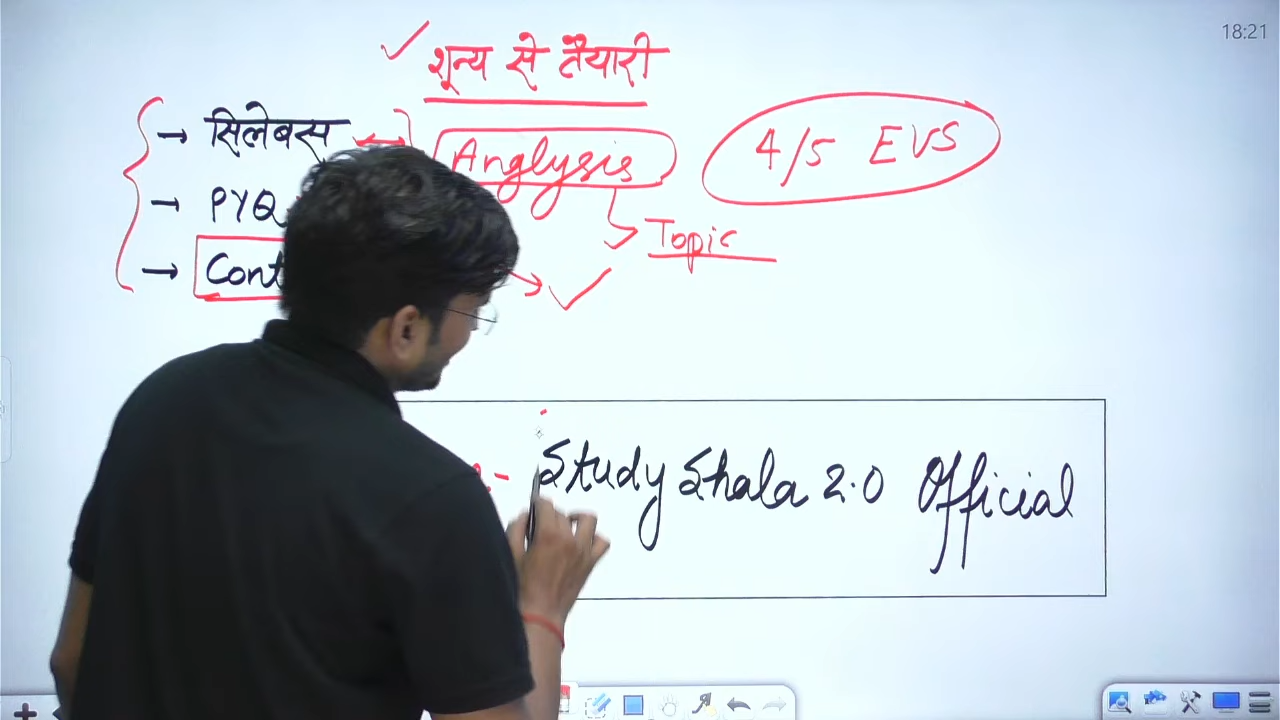 18:21
✓ शून्य से तैयारी
→ सिलेबस Anglysis 4/5 EVS
→ PYQ Topic
→ Cont
Study Shala 2.0 Official